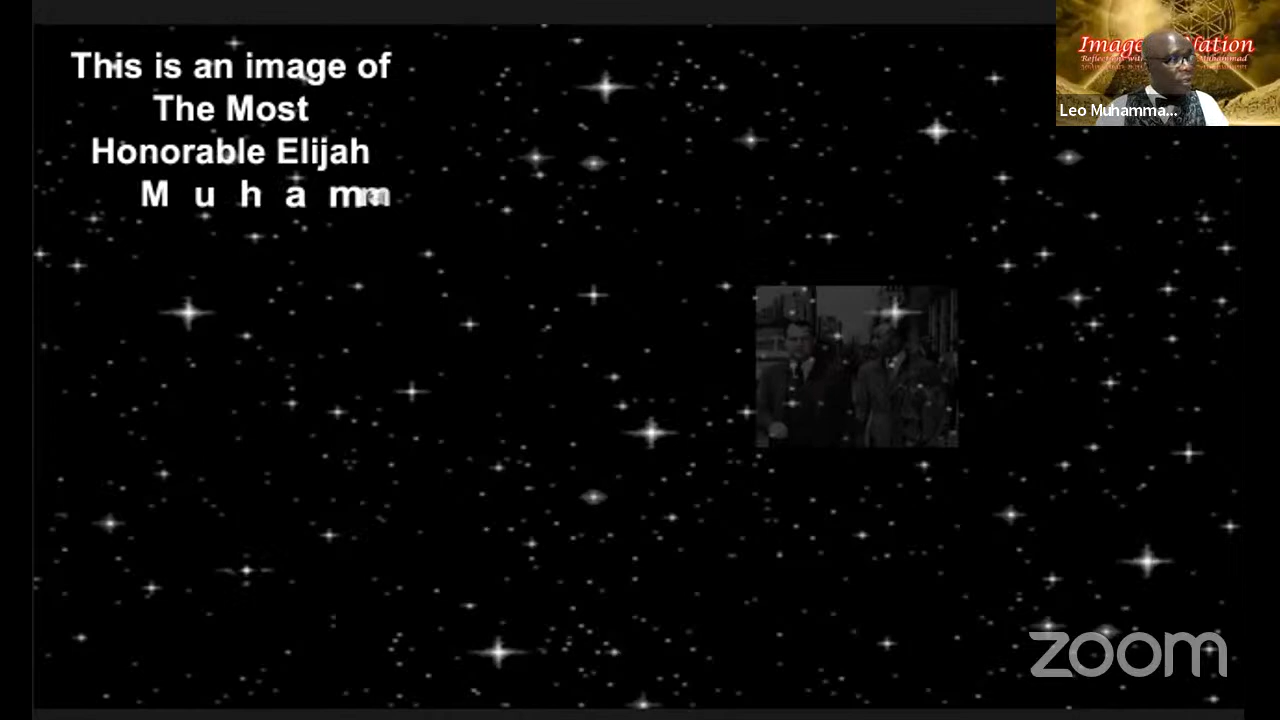 This is an image of
The Most
Honorable Elijah
M u h a m
Leo Muhamma...
zoom